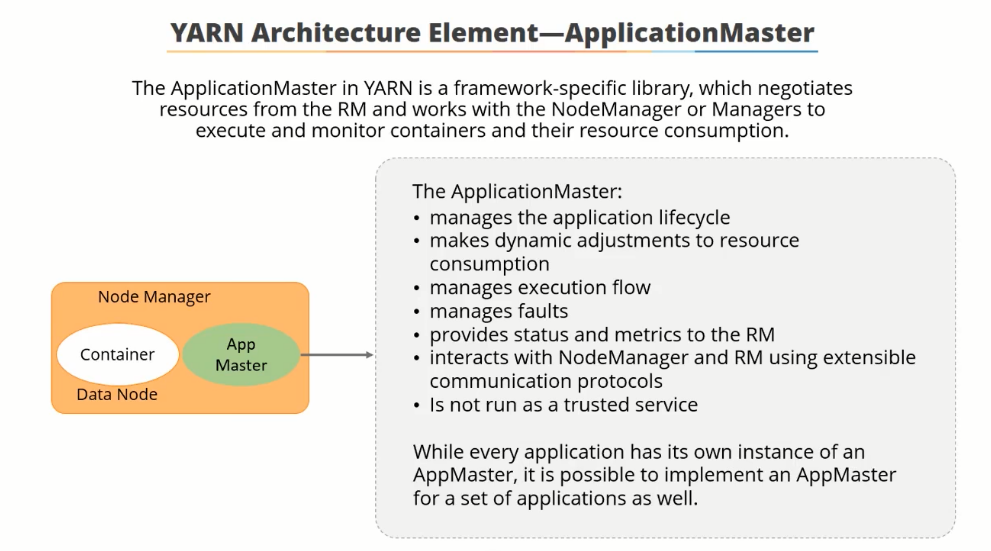 YARN Architecture Element—ApplicationMaster
The ApplicationMaster in YARN is a framework-specific library, which negotiates
resources from the RM and works with the NodeManager or Managers to
execute and monitor containers and their resource consumption.
The ApplicationMaster:
• manages the application lifecycle
• makes dynamic adjustments to resource
consumption
• manages execution flow
• manages faults
• provides status and metrics to the RM
• interacts with NodeManager and RM using extensible
communication protocols
• Is not run as a trusted service
While every application has its own instance of an
AppMaster, it is possible to implement an AppMaster
for a set of applications as well.
Node Manager
Container
App
Master
Data Node